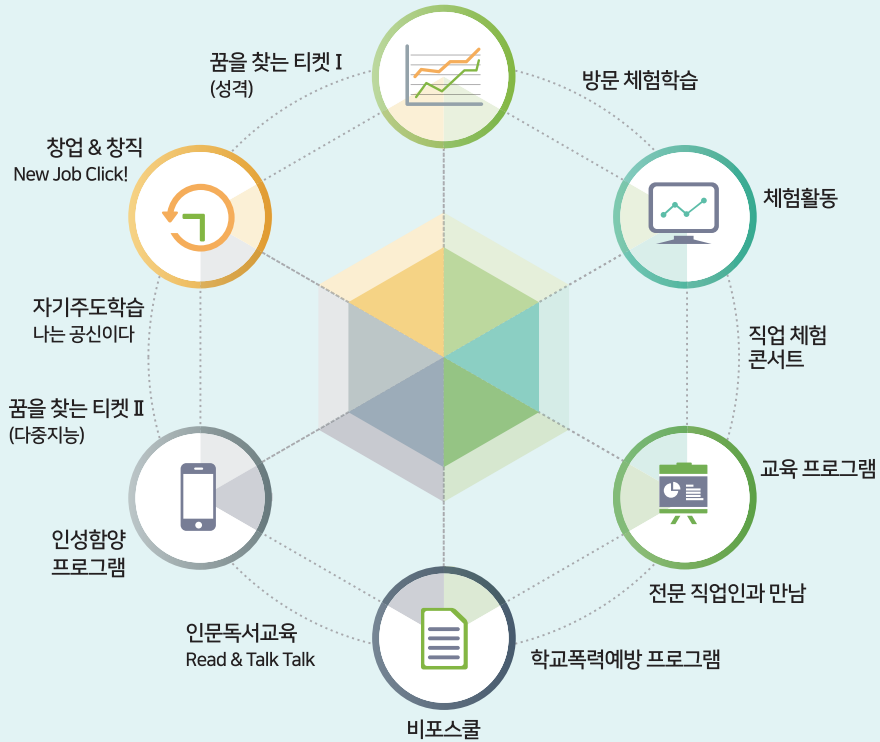 꿈을 찾는 티켓 Ⅰ
(성격)
방문 체험학습
창업 & 창직
New Job Click!
체험활동
자기주도학습
나는 공신이다
직업 체험
콘서트
꿈을 찾는 티켓 Ⅱ
(다중지능)
교육 프로그램
인성함양
프로그램
전문 직업인과 만남
인문독서교육
Read & Talk Talk
학교폭력예방 프로그램
비포스쿨